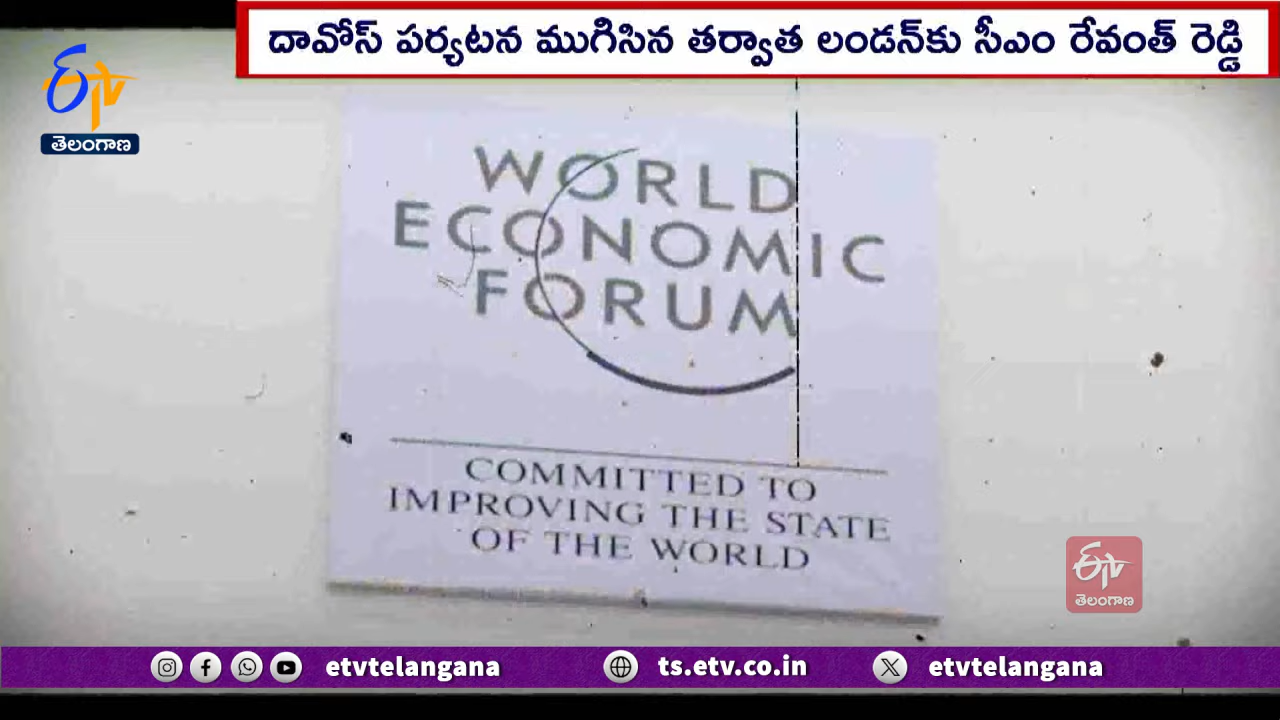 దావోస్ పర్యటన ముగిసిన తర్వాత లండన్‌కు సీఎం రేవంత్ రెడ్డి
ETV
తెలంగాణ
WORLD
ECONOMIC
FORUM
COMMITTED TO
IMPROVING THE STATE
OF THE WORLD
ETV
తెలంగాణ
etvtelangana
ts.etv.co.in
etvtelangana